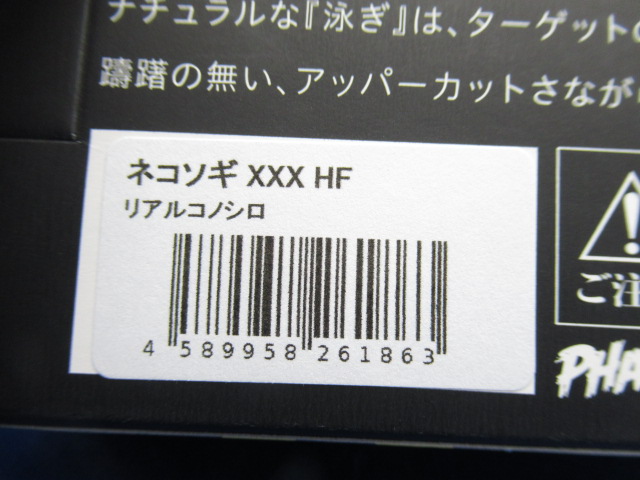 ナチュラルな『泳ぎ』は、ターゲット
躊躇の無い、アッパーカットさなが
ネコソギ XXX HF
リアルコノシロ
4 589958 261863
ご注
PHA